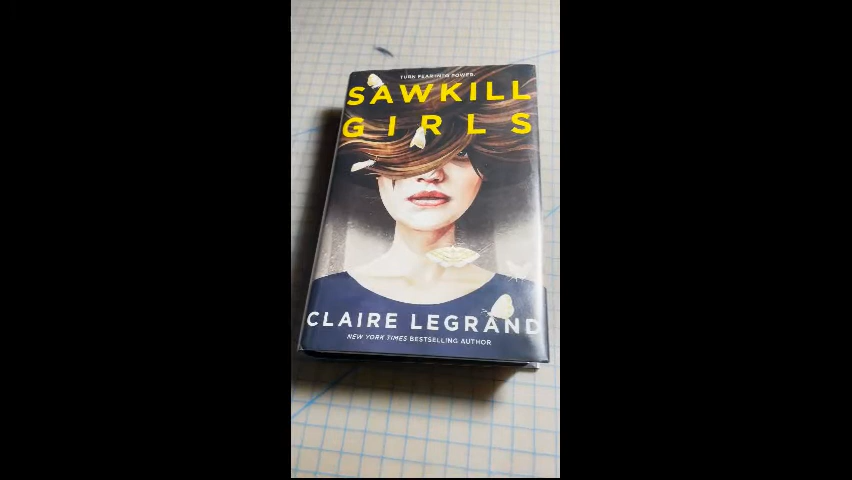 TURN FEAR INTO POWER.
SAWKILL
GIRLS
CLAIRE LEGRAND
NEW YORK TIMES BESTSELLING AUTHOR